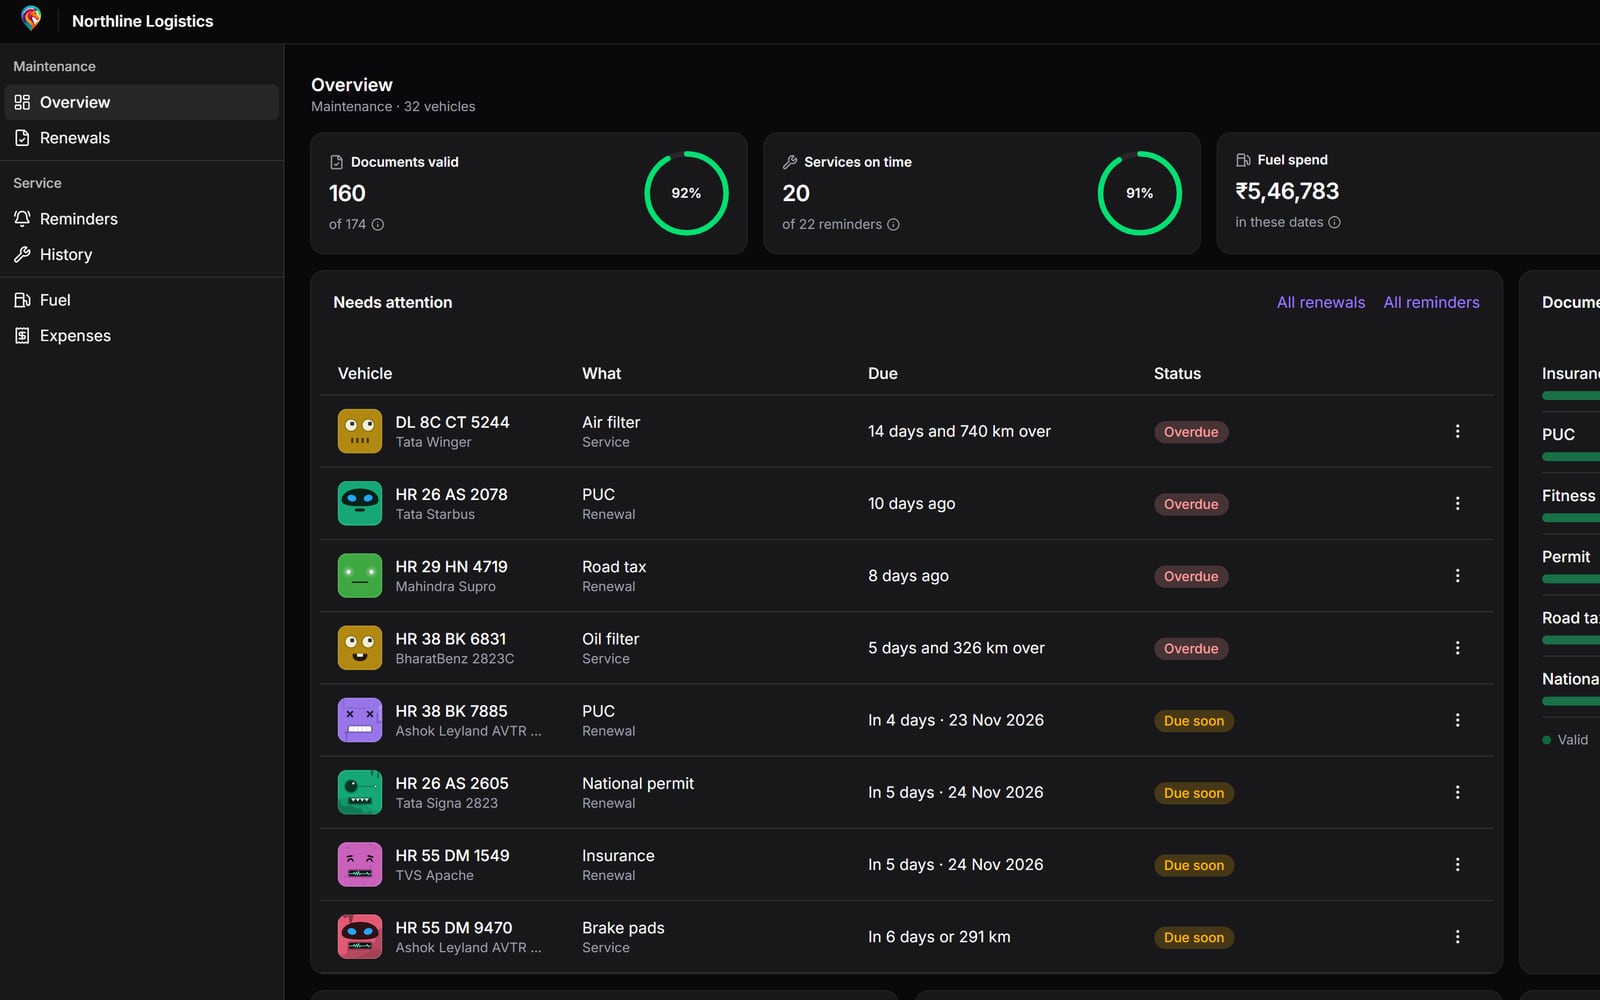 Northline Logistics
Maintenance
Overview
Renewals
Service
Reminders
History
Fuel
Expenses
Overview
Maintenance · 32 vehicles
Documents valid
160
of 174
92%
Services on time
20
of 22 reminders
91%
Fuel spend
₹5,46,783
in these dates
Needs attention
All renewals All reminders
Vehicle What Due Status
DL 8C CT 5244 Air filter 14 days and 740 km over Overdue
Tata Winger Service
HR 26 AS 2078 PUC 10 days ago Overdue
Tata Starbus Renewal
HR 29 HN 4719 Road tax 8 days ago Overdue
Mahindra Supro Renewal
HR 38 BK 6831 Oil filter 5 days and 326 km over Overdue
BharatBenz 2823C Service
HR 38 BK 7885 PUC In 4 days · 23 Nov 2026 Due soon
Ashok Leyland AVTR ... Renewal
HR 26 AS 2605 National permit In 5 days · 24 Nov 2026 Due soon
Tata Signa 2823 Renewal
HR 55 DM 1549 Insurance In 5 days · 24 Nov 2026 Due soon
TVS Apache Renewal
HR 55 DM 9470 Brake pads In 6 days or 291 km Due soon
Ashok Leyland AVTR ... Service
PUC
Fitness
Permit
Valid